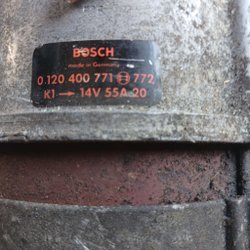 BOSCH
made in Germany
0 120 400 771 H 772
K1 → 14V 55A 20